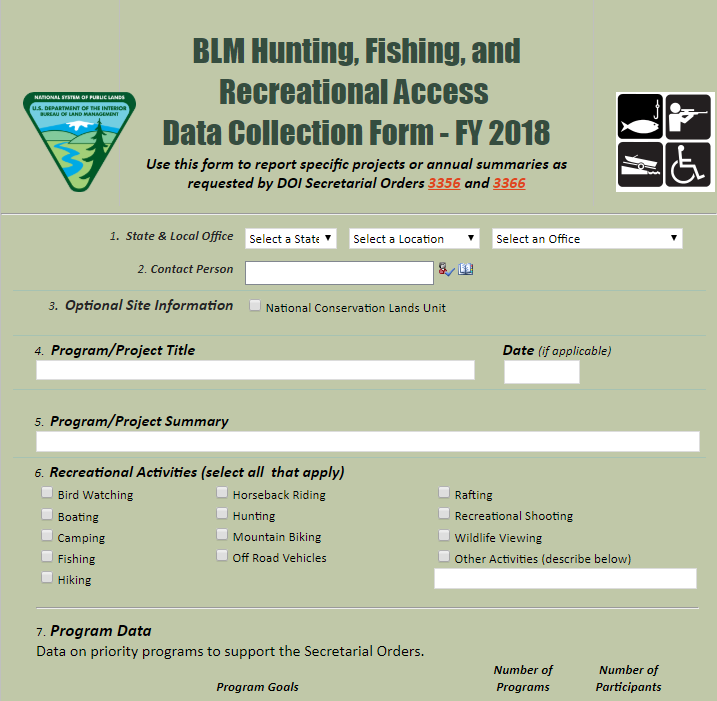 BLM Hunting, Fishing, and
Recreational Access
Data Collection Form - FY 2018
NATIONAL SYSTEM OF PUBLIC LANDS
U.S. DEPARTMENT OF THE INTERIOR
BUREAU OF LAND MANAGEMENT
Use this form to report specific projects or annual summaries as
requested by DOI Secretarial Orders 3356 and 3366
1. State & Local Office Select a State Select a Location Select an Office
2. Contact Person
3. Optional Site Information National Conservation Lands Unit
4. Program/Project Title Date (if applicable)
5. Program/Project Summary
6. Recreational Activities (select all that apply)
Bird Watching Horseback Riding Rafting
Boating Hunting Recreational Shooting
Camping Mountain Biking Wildlife Viewing
Fishing Off Road Vehicles Other Activities (describe below)
Hiking
7. Program Data
Data on priority programs to support the Secretarial Orders.
Number of Number of
Program Goals Programs Participants